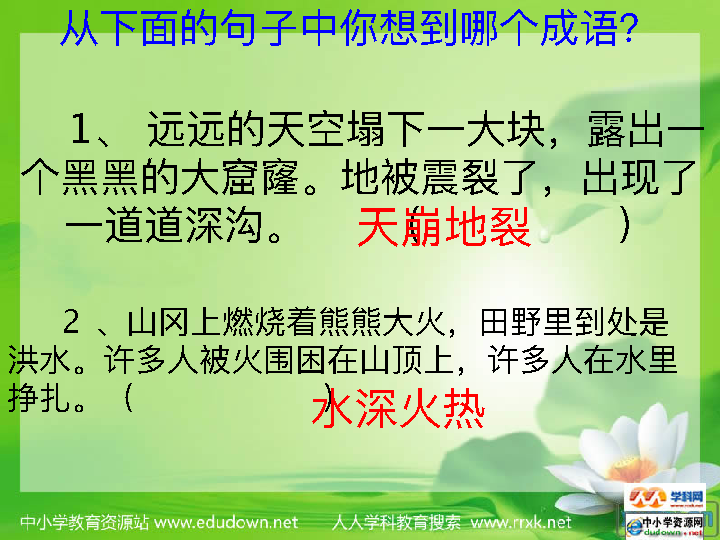 从下面的句子中你想到哪个成语?
1、 远远的天空塌下一大块，露出一
个黑黑的大窟窿。地被震裂了，出现了
一道道深沟。 ( 天崩地裂 )
2 、山冈上燃烧着熊熊大火，田野里到处是
洪水。许多人被火围困在山顶上，许多人在水里
挣扎。（ 水深火热 ）
学科网
www.rrxk.net
中小学教育资源站 www.edudown.net 人人学科教育搜索 www.rrxk.net
中小学资源网